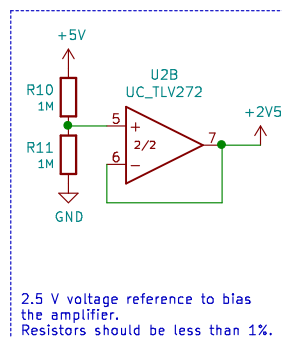 +5V
U2B
UC_TLV272
R10
1M
5
+
2/2
7
+2V5
R11
1M
6
−
GND
2.5 V voltage reference to bias
the amplifier.
Resistors should be less than 1%.